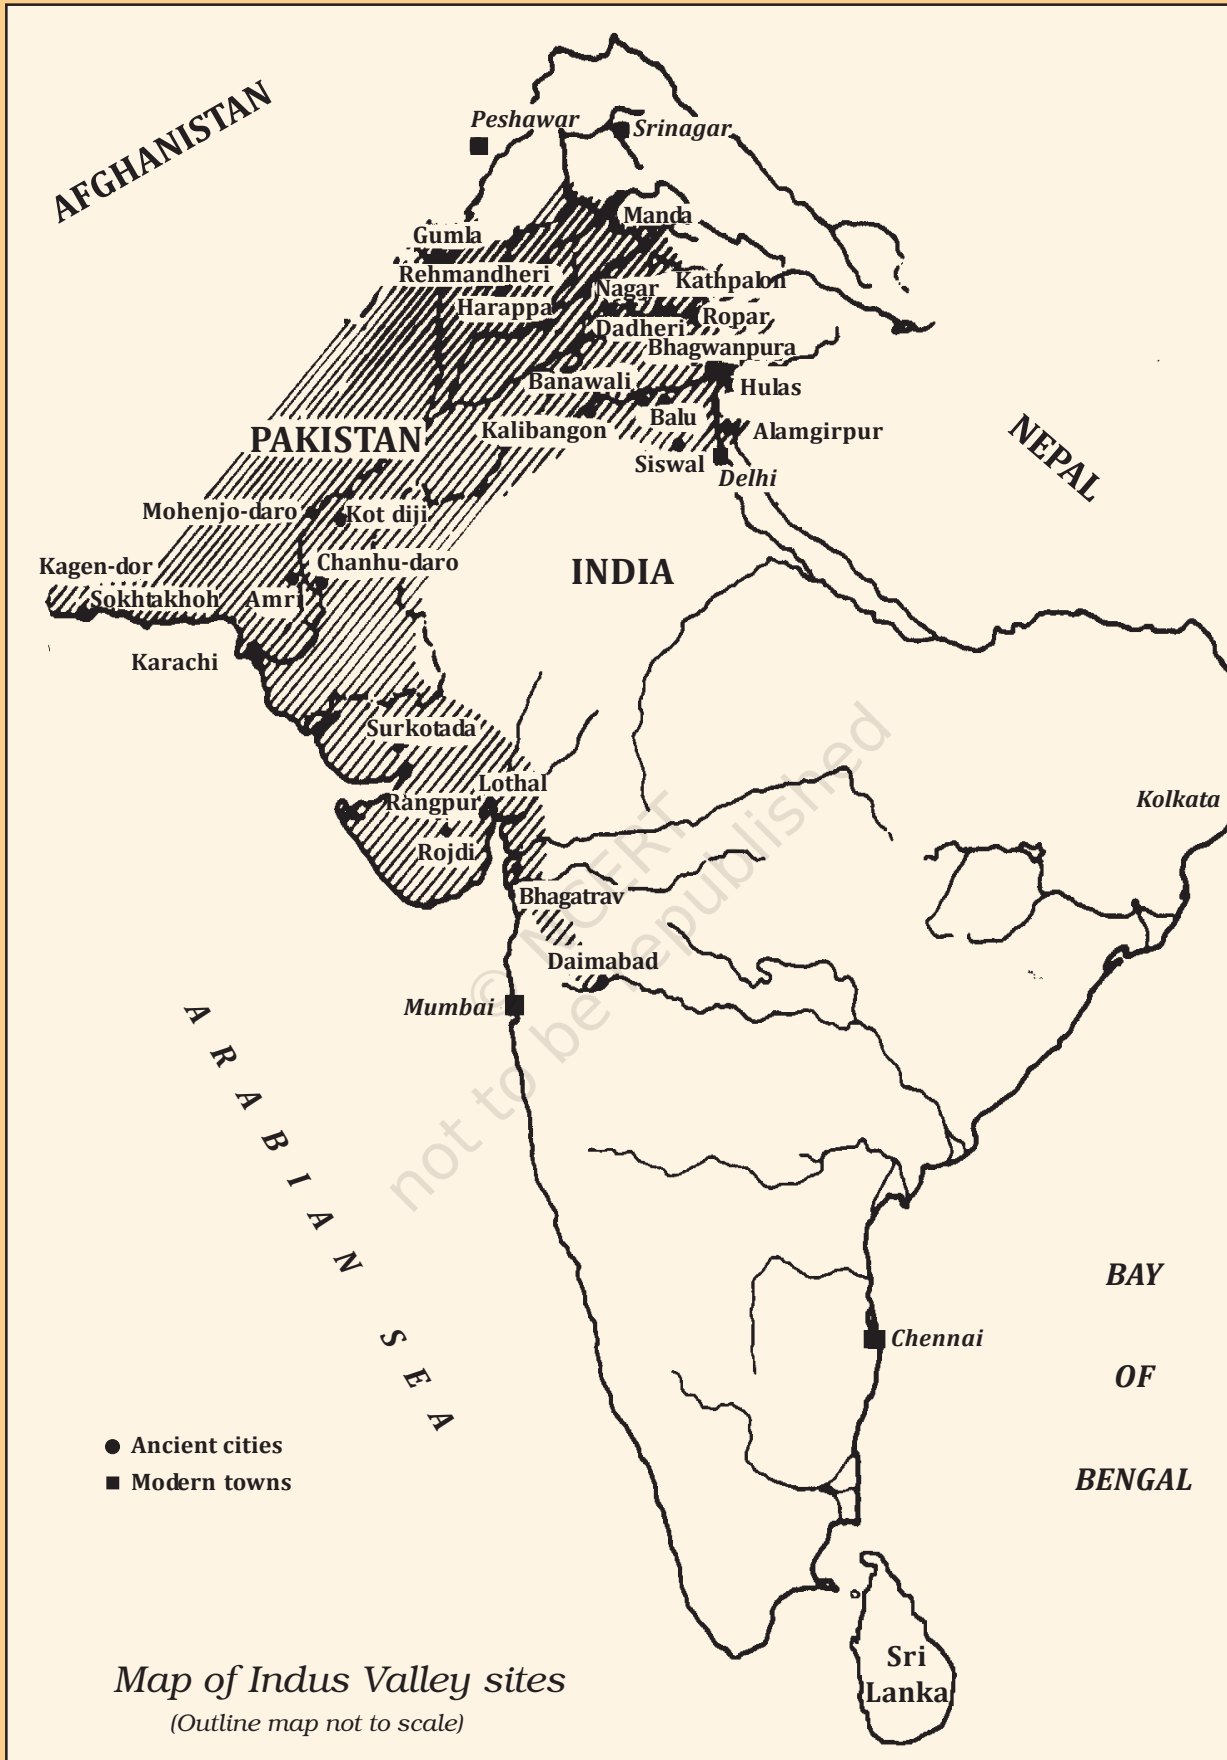 AFGHANISTAN
Peshawar
Srinagar
Manda
Gumla
Rehmandheri
Kathpalon
Nagar
Harappa
Ropar
Dadheri
Bhagwanpura
Banawali
Hulas
Balu
Kalibangon
Alamgirpur
PAKISTAN
Siswal
Delhi
NEPAL
Mohenjo-daro
Kot diji
Chanhu-daro
Kagen-dor
INDIA
Sokhtakhoh
Amri
Karachi
Surkotada
Lothal
Rangpur
Kolkata
Rojdi
Bhagatrav
Daimabad
Mumbai
© NCERT
not to be republished
ARABIAN SEA
BAY
OF
BENGAL
Chennai
Ancient cities
Modern towns
Sri
Lanka
Map of Indus Valley sites
(Outline map not to scale)